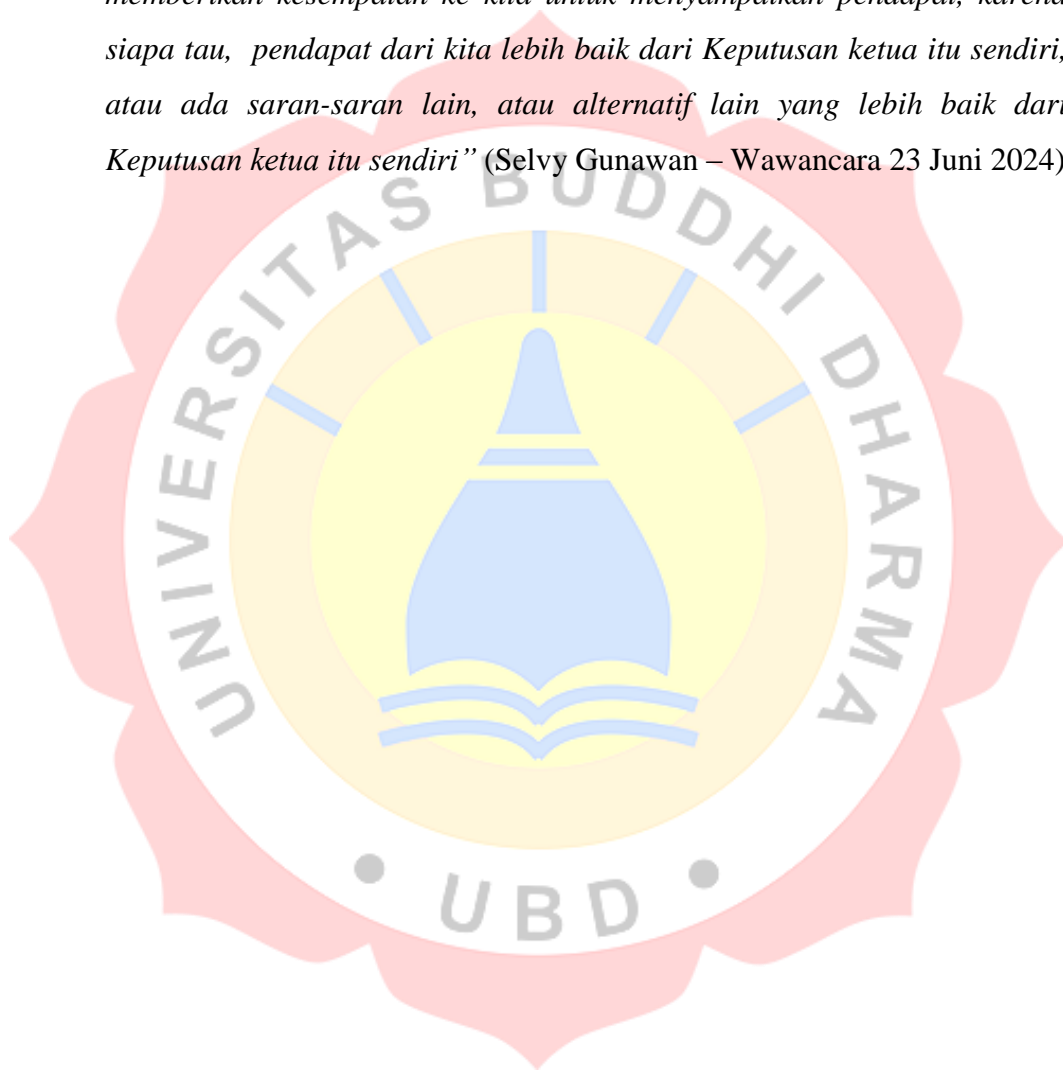 memberikan kesempatan ke kita untuk menyampaikan pendapat, karena
siapa tau, pendapat dari kita lebih baik dari Keputusan ketua itu sendiri,
atau ada saran-saran lain, atau alternatif lain yang lebih baik dari
Keputusan ketua itu sendiri” (Selvy Gunawan – Wawancara 23 Juni 2024)
UNIVERSITAS BUDDHI DHARMA
• UBD •